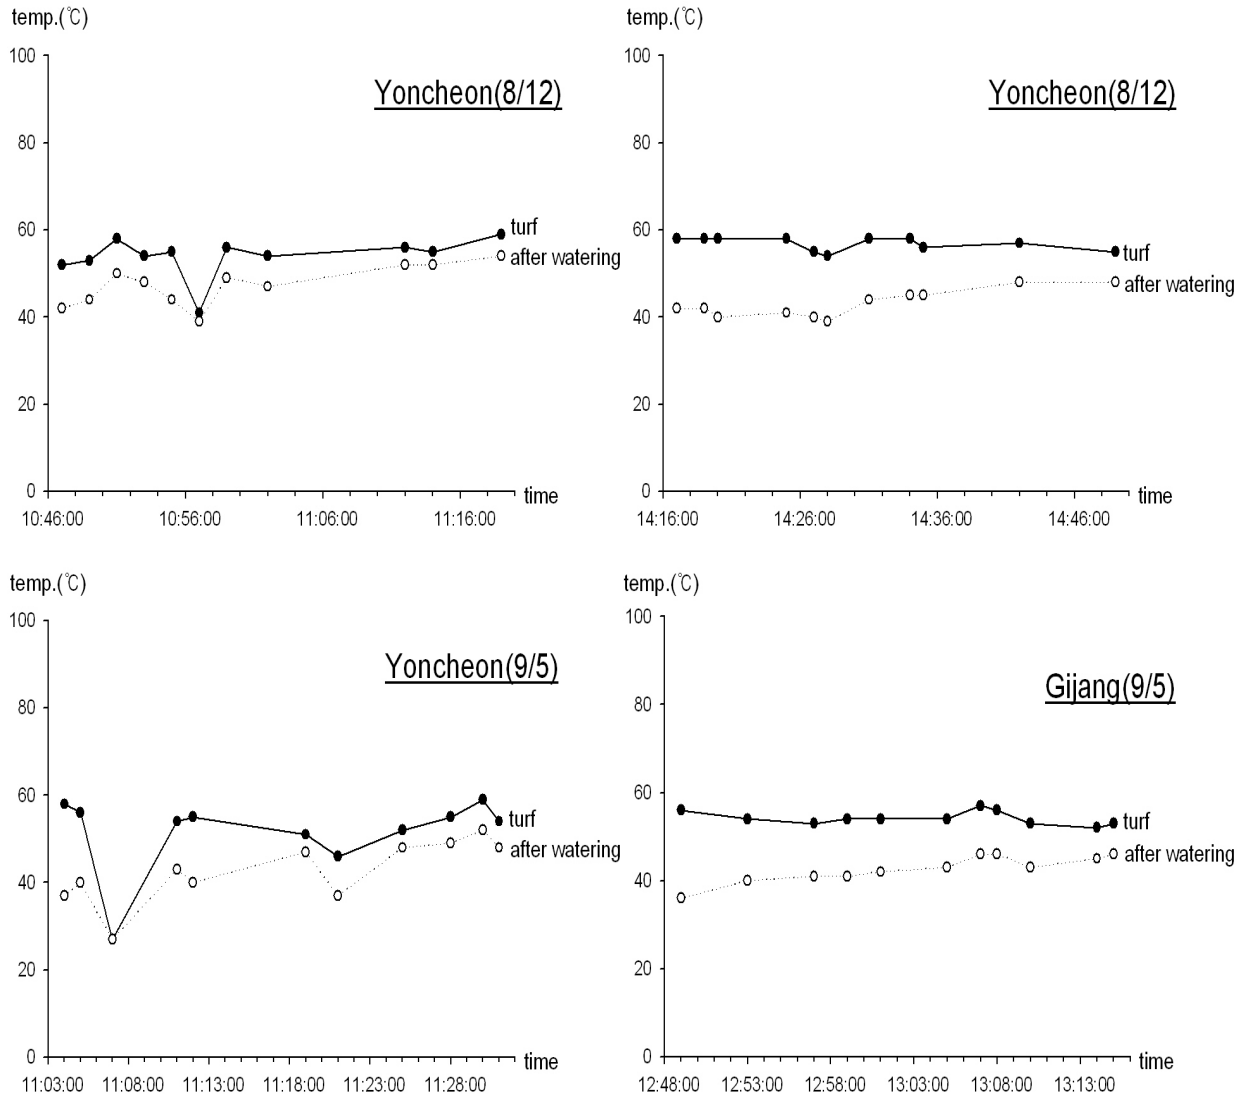 temp.(℃)
100
80
60
40
20
0
Yoncheon(8/12)
turf
after watering
time
10:46:00 10:56:00 11:06:00 11:16:00
temp.(℃)
100
80
60
40
20
0
Yoncheon(8/12)
turf
after watering
time
14:16:00 14:26:00 14:36:00 14:46:00
temp.(℃)
100
80
60
40
20
0
Yoncheon(9/5)
turf
after watering
time
11:03:00 11:08:00 11:13:00 11:18:00 11:23:00 11:28:00
temp.(℃)
100
80
60
40
20
0
Gijang(9/5)
turf
after watering
time
12:48:00 12:53:00 12:58:00 13:03:00 13:08:00 13:13:00